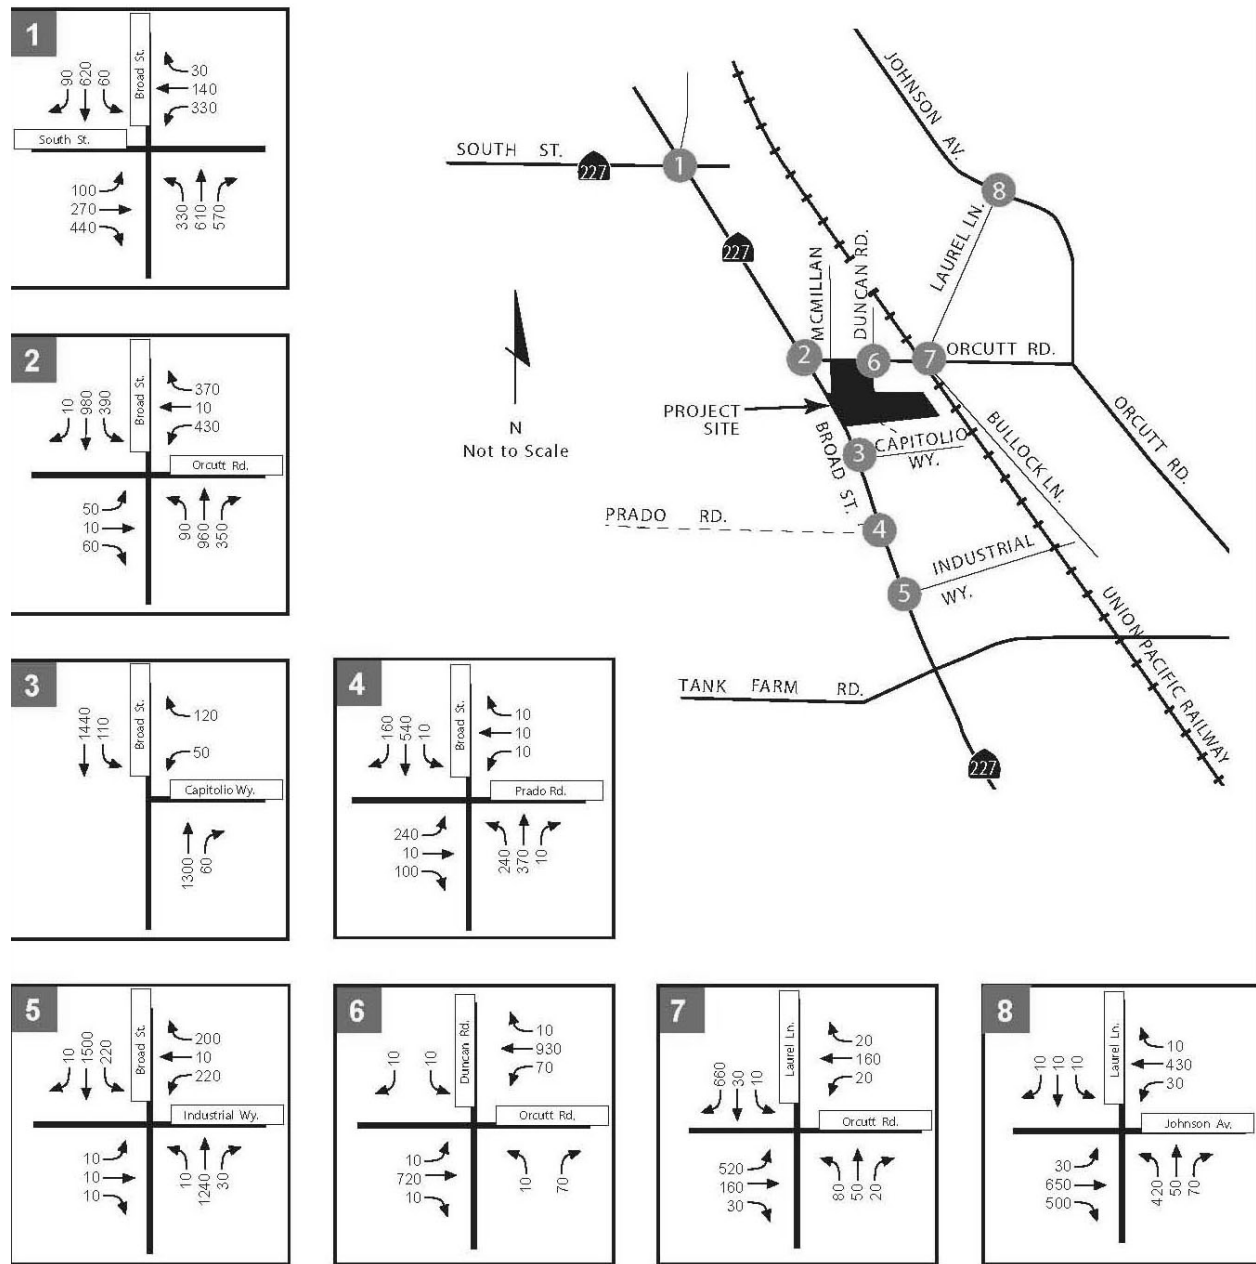 1
Broad St.
90
620
60
30
140
330
South St.
100
270
440
330
610
570
2
Broad St.
10
980
390
370
10
430
Orcutt Rd.
50
10
60
90
960
350
3
Broad St.
1440
110
120
50
Capitolio Wy.
1300
60
4
Broad St.
160
540
10
10
10
10
Prado Rd.
240
10
100
240
370
10
5
Broad St.
10
1500
220
200
10
220
Industrial Wy.
10
10
10
10
1240
30
6
Duncan Rd.
10
10
10
930
70
Orcutt Rd.
10
720
10
10
70
7
Laurel Ln.
660
30
10
20
160
20
Orcutt Rd.
520
160
30
80
50
20
8
Laurel Ln.
10
10
10
10
430
30
Johnson Av.
30
650
500
420
50
70
SOUTH ST.
227
1
JOHNSON AV.
8
227
MCMILLAN
DUNCAN RD.
LAUREL LN.
2
6
7
ORCUTT RD.
PROJECT
SITE
N
Not to Scale
BROAD ST.
3
CAPITOLIO
WY.
BULLOCK LN.
ORCUTT RD.
PRADO RD.
4
5
INDUSTRIAL
WY.
UNION PACIFIC RAILWAY
TANK FARM RD.
227